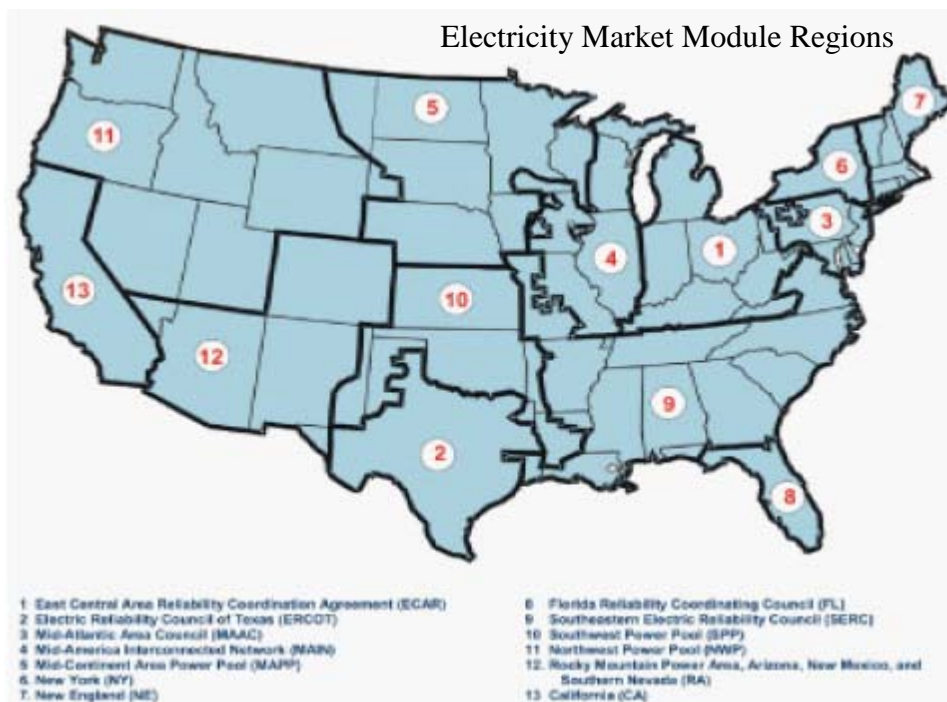 Electricity Market Module Regions
5
7
11
6
3
1
4
13
10
12
9
2
8
1 East Central Area Reliability Coordination Agreement (ECAR)
2 Electric Reliability Council of Texas (ERCOT)
3 Mid-Atlantic Area Council (MAAC)
4 Mid-America Interconnected Network (MAIN)
5 Mid-Continent Area Power Pool (MAPP)
6. New York (NY)
7. New England (NE)
8 Florida Reliability Coordinating Council (FL)
9 Southeastern Electric Reliability Council (SERC)
10 Southwest Power Pool (SPP)
11 Northwest Power Pool (NWP)
12. Rocky Mountain Power Area, Arizona, New Mexico, and
Southern Nevada (RA)
13 California (CA)